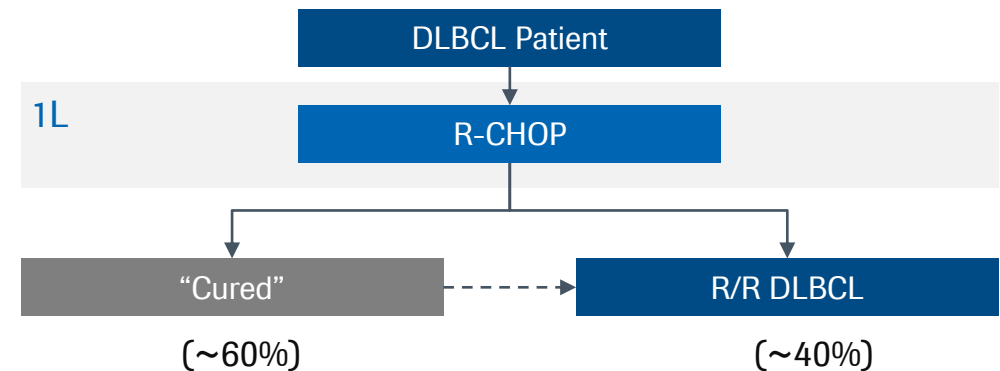 DLBCL Patient
1L
R-CHOP
“Cured”
R/R DLBCL
(~60%)
(~40%)